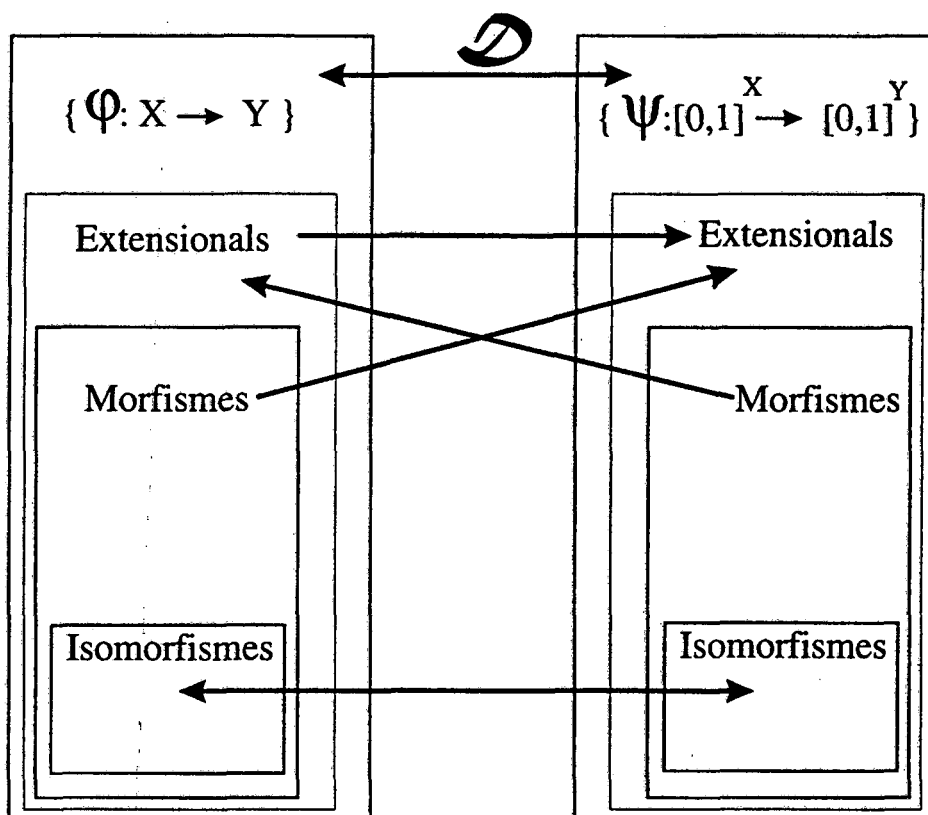 𝒟
{ φ: X → Y }
{ ψ:[0,1]^X → [0,1]^Y }
Extensionals
Extensionals
Morfismes
Morfismes
Isomorfismes
Isomorfismes